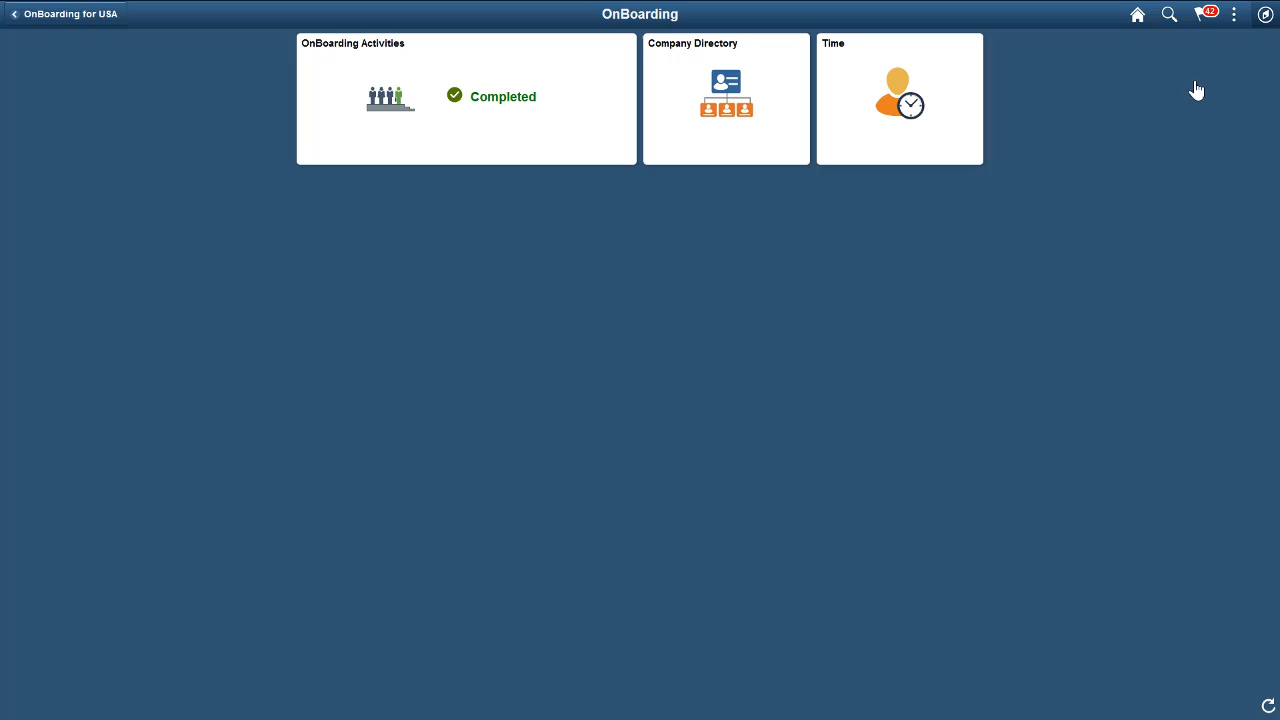 OnBoarding for USA
OnBoarding
42
OnBoarding Activities
Completed
Company Directory
Time